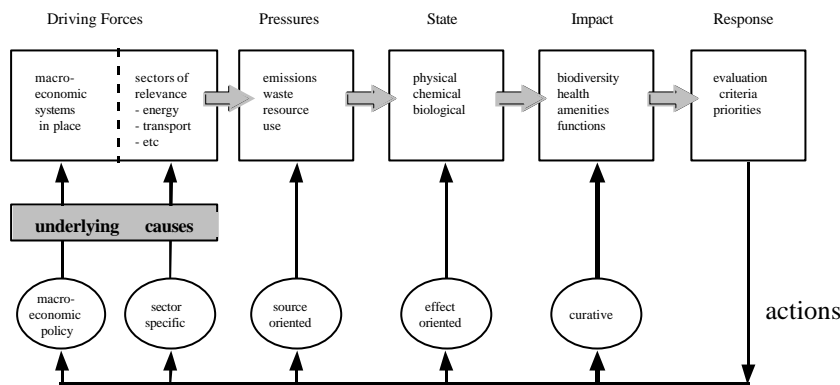 Driving Forces
Pressures
State
Impact
Response
macro-
economic
systems
in place
sectors of
relevance
- energy
- transport
- etc
emissions
waste
resource
use
physical
chemical
biological
biodiversity
health
amenities
functions
evaluation
criteria
priorities
underlying causes
macro-
economic
policy
sector
specific
source
oriented
effect
oriented
curative
actions